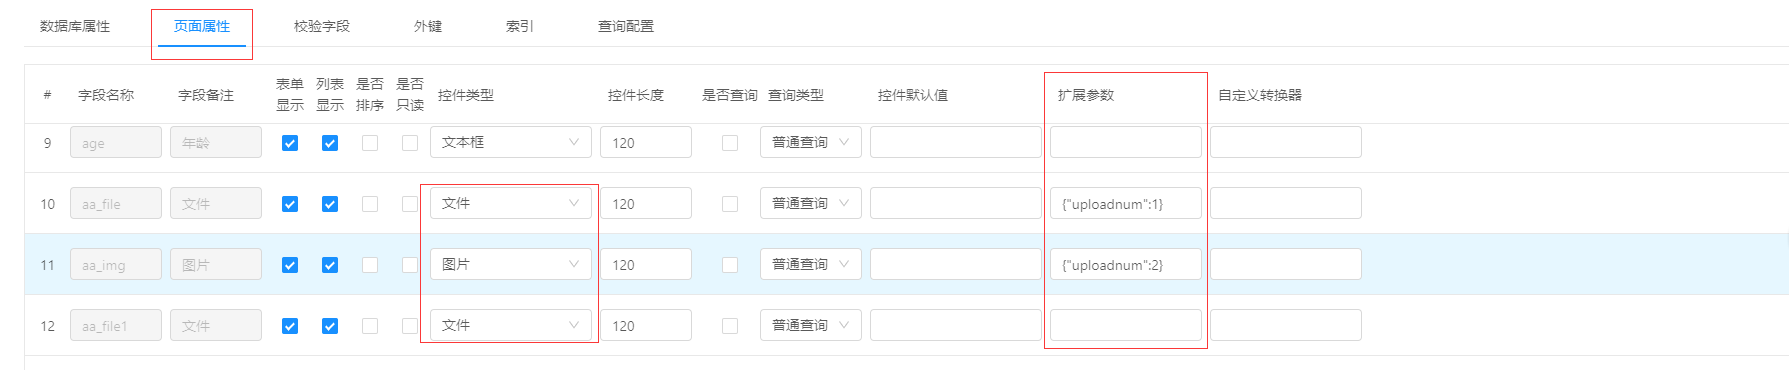 数据库属性 页面属性 校验字段 外键 索引 查询配置
# 字段名称 字段备注 表单显示 列表显示 是否排序 是否只读 控件类型 控件长度 是否查询 查询类型 控件默认值 扩展参数 自定义转换器
9 age 年龄 文本框 120 普通查询
10 aa_file 文件 文件 120 普通查询 {"uploadnum":1}
11 aa_img 图片 图片 120 普通查询 {"uploadnum":2}
12 aa_file1 文件 文件 120 普通查询